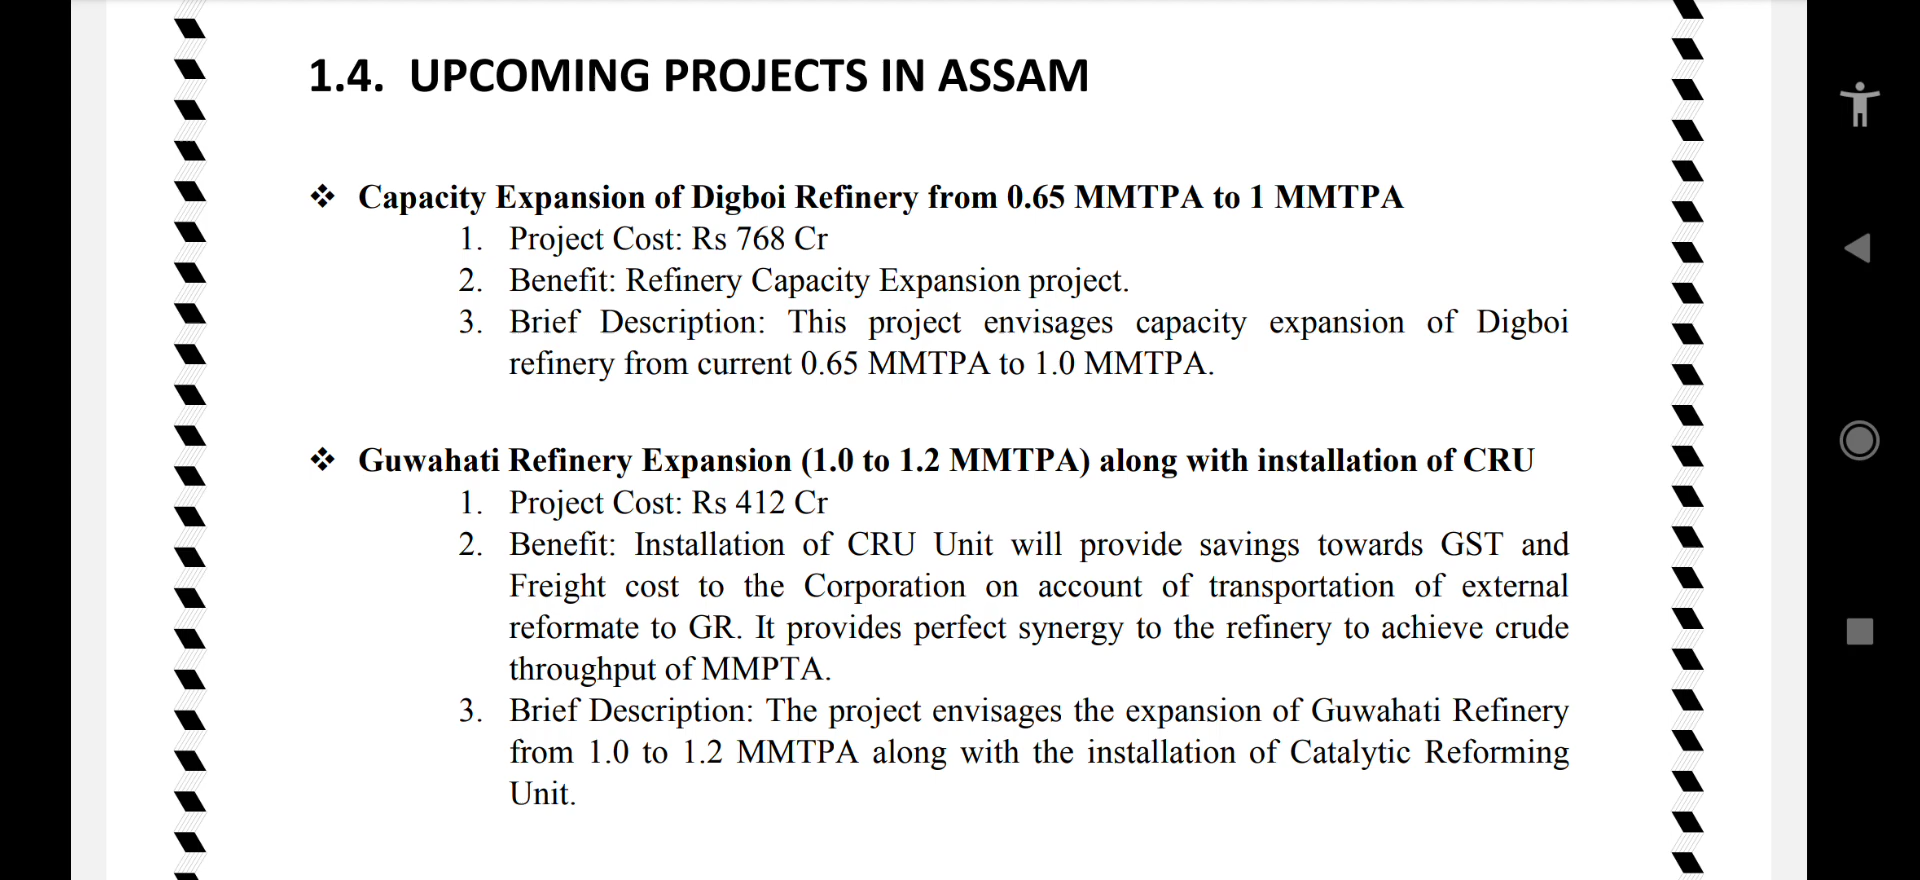 1.4. UPCOMING PROJECTS IN ASSAM
❖ Capacity Expansion of Digboi Refinery from 0.65 MMTPA to 1 MMTPA
1. Project Cost: Rs 768 Cr
2. Benefit: Refinery Capacity Expansion project.
3. Brief Description: This project envisages capacity expansion of Digboi
refinery from current 0.65 MMTPA to 1.0 MMTPA.
❖ Guwahati Refinery Expansion (1.0 to 1.2 MMTPA) along with installation of CRU
1. Project Cost: Rs 412 Cr
2. Benefit: Installation of CRU Unit will provide savings towards GST and
Freight cost to the Corporation on account of transportation of external
reformate to GR. It provides perfect synergy to the refinery to achieve crude
throughput of MMPTA.
3. Brief Description: The project envisages the expansion of Guwahati Refinery
from 1.0 to 1.2 MMTPA along with the installation of Catalytic Reforming
Unit.